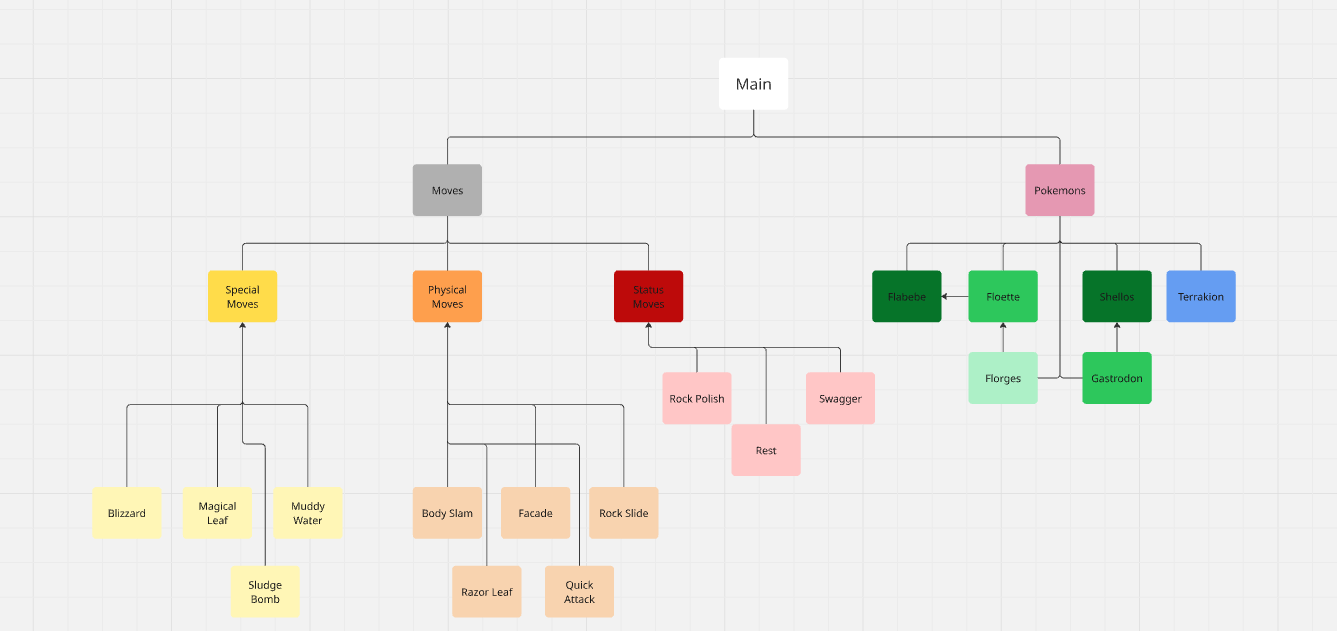 Main
Moves
Pokemons
Special
Moves
Physical
Moves
Status
Moves
Flabebe
Floette
Shellos
Terrakion
Florges
Gastrodon
Rock Polish
Swagger
Rest
Blizzard
Magical
Leaf
Muddy
Water
Body Slam
Facade
Rock Slide
Sludge
Bomb
Razor Leaf
Quick
Attack